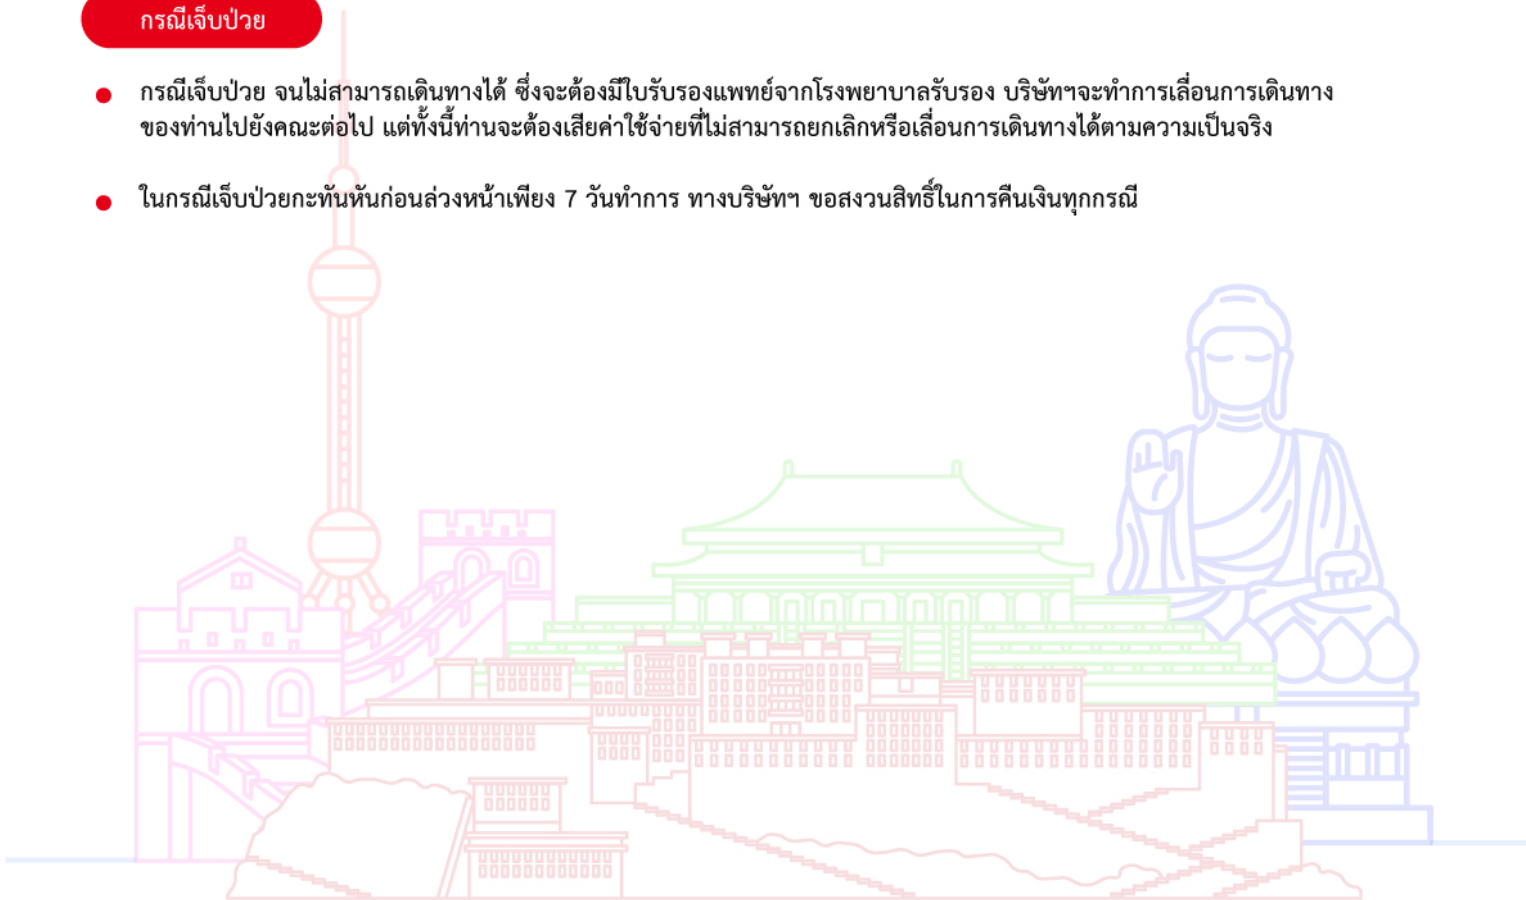 กรณีเจ็บป่วย
กรณีเจ็บป่วย จนไม่สามารถเดินทางได้ ซึ่งจะต้องมีใบรับรองแพทย์จากโรงพยาบาลรับรอง บริษัทฯจะทำการเลื่อนการเดินทาง
ของท่านไปยังคณะต่อไป แต่ทั้งนี้ท่านจะต้องเสียค่าใช้จ่ายที่ไม่สามารถยกเลิกหรือเลื่อนการเดินทางได้ตามความเป็นจริง
ในกรณีเจ็บป่วยกะทันหันก่อนล่วงหน้าเพียง 7 วันทำการ ทางบริษัทฯ ขอสงวนสิทธิ์ในการคืนเงินทุกกรณี